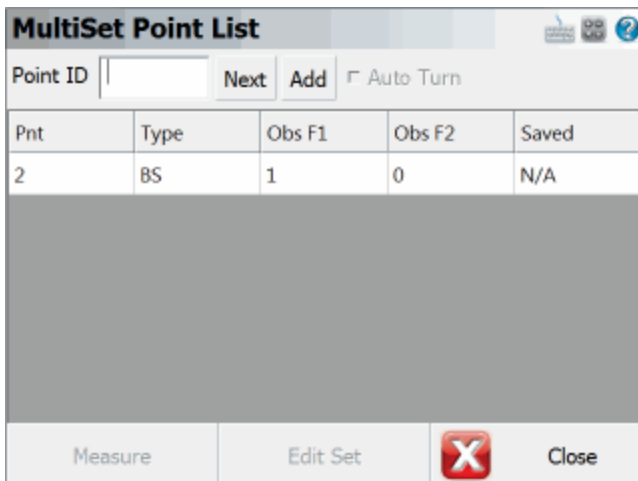 MultiSet Point List
Point ID Next Add Auto Turn
Pnt Type Obs F1 Obs F2 Saved
2 BS 1 0 N/A
Measure Edit Set Close